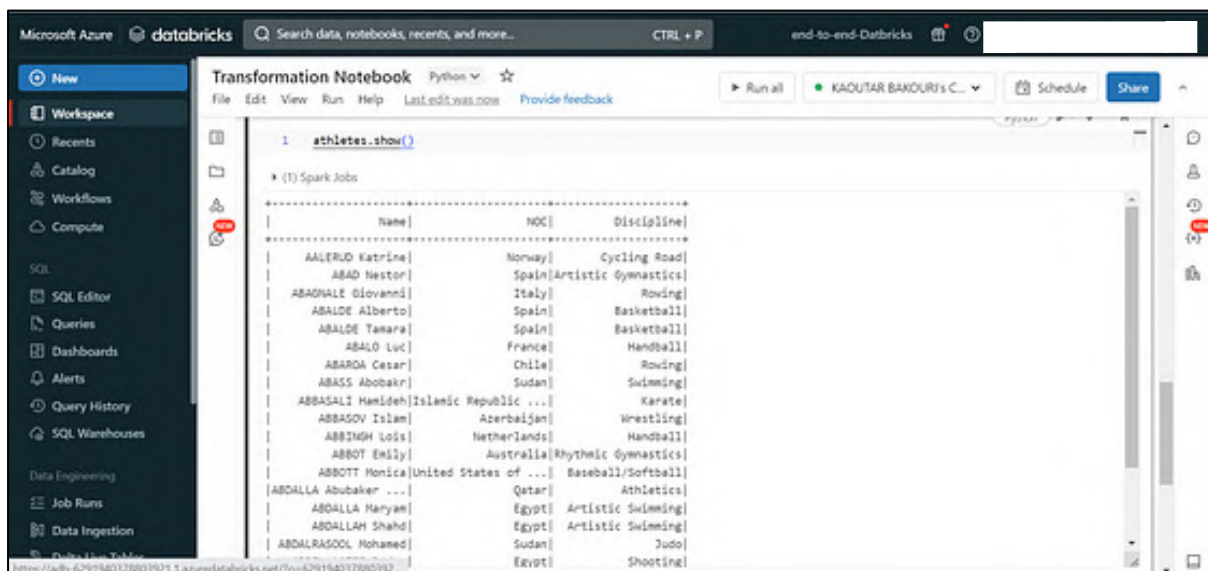 Microsoft Azure databricks Search data, notebooks, recents, and more... CTRL + P end-to-end-Datbricks
New
Workspace
Recents
Catalog
Workflows
Compute
SQL
SQL Editor
Queries
Dashboards
Alerts
Query History
SQL Warehouses
Data Engineering
Job Runs
Data Ingestion
Delta Live Tables
Transformation Notebook Python
File Edit View Run Help Last edit was now Provide feedback
Run all KAOUTAR BAKOURI's C... Schedule Share
Python
1 athletes.show()
(1) Spark Jobs
NEW
NEW
| Name| NOC| Discipline|
| AALERUD Katrine| Norway| Cycling Road|
| ABAD Nestor| Spain|Artistic Gymnastics|
| ABAGNALE Giovanni| Italy| Rowing|
| ABALDE Alberto| Spain| Basketball|
| ABALDE Tamara| Spain| Basketball|
| ABALO Luc| France| Handball|
| ABAROA Cesar| Chile| Rowing|
| ABASS Abobakr| Sudan| Swimming|
| ABBASALI Hamideh|Islamic Republic ...| Karate|
| ABBASOV Islam| Azerbaijan| Wrestling|
| ABBINGH Lois| Netherlands| Handball|
| ABBOT Emily| Australia|Rhythmic Gymnastics|
| ABBOTT Monica|United States of ...| Baseball/Softball|
|ABDALLA Abubaker ...| Qatar| Athletics|
| ABDALLA Maryam| Egypt| Artistic Swimming|
| ABDALLAH Shahd| Egypt| Artistic Swimming|
| ABDALRASOOL Mohamed| Sudan| Judo|
Egypt| Shooting|